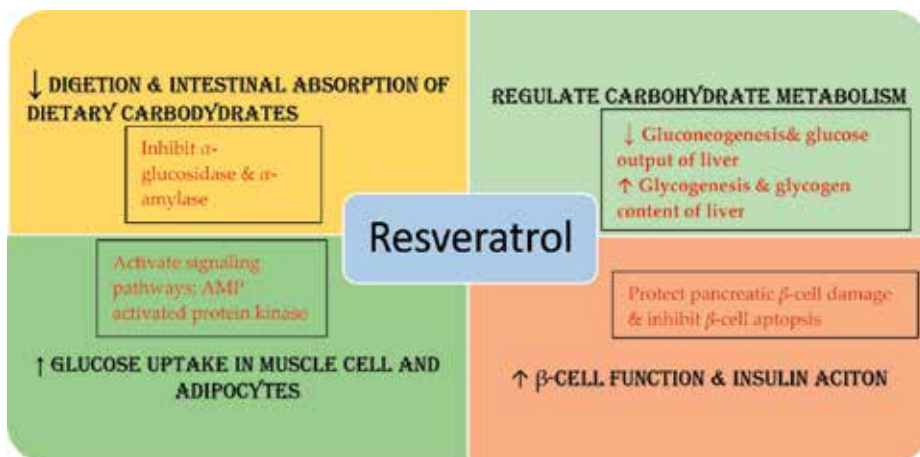 ↓ DIGETION & INTESTINAL ABSORPTION OF
DIETARY CARBODYDRATES
Inhibit α-
glucosidase & α-
amylase
REGULATE CARBOHYDRATE METABOLISM
↓ Gluconeogenesis& glucose
output of liver
↑ Glycogenesis & glycogen
content of liver
Resveratrol
Activate signaling
pathways; AMP
activated protein kinase
↑ GLUCOSE UPTAKE IN MUSCLE CELL AND
ADIPOCYTES
Protect pancreatic β-cell damage
& inhibit β-cell aptopsis
↑ β-CELL FUNCTION & INSULIN ACITON